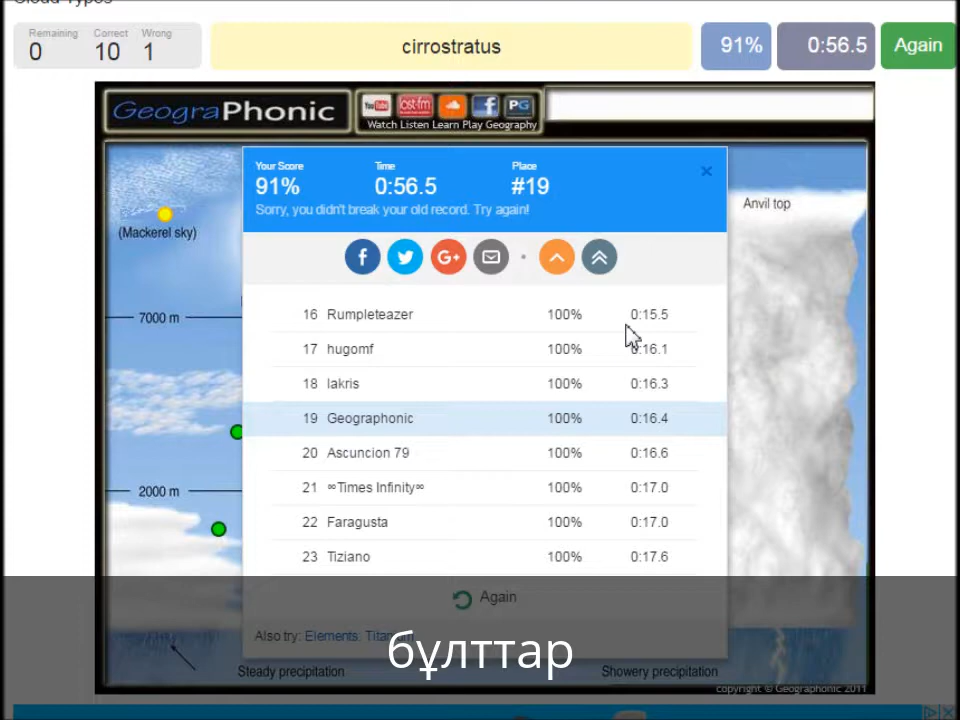 Cloud Types
Remaining Correct Wrong
0 10 1
cirrostratus
91%
0:56.5
Again
GeograPhonic
You Tube lost-fm f PG
Watch Listen Learn Play Geography
Your Score Time Place
91% 0:56.5 #19
Sorry, you didn't break your old record. Try again!
×
f G+
(Mackerel sky)
Anvil top
7000 m
2000 m
16 Rumpleteazer 100% 0:15.5
17 hugomf 100% 0:16.1
18 lakris 100% 0:16.3
19 Geographonic 100% 0:16.4
20 Ascuncion 79 100% 0:16.6
21 ∞Times Infinity∞ 100% 0:17.0
22 Faragusta 100% 0:17.0
23 Tiziano 100% 0:17.6
Again
Also try: Elements: Titanium
бұлттар
Steady precipitation
Showery precipitation
copyright © Geographonic 2011